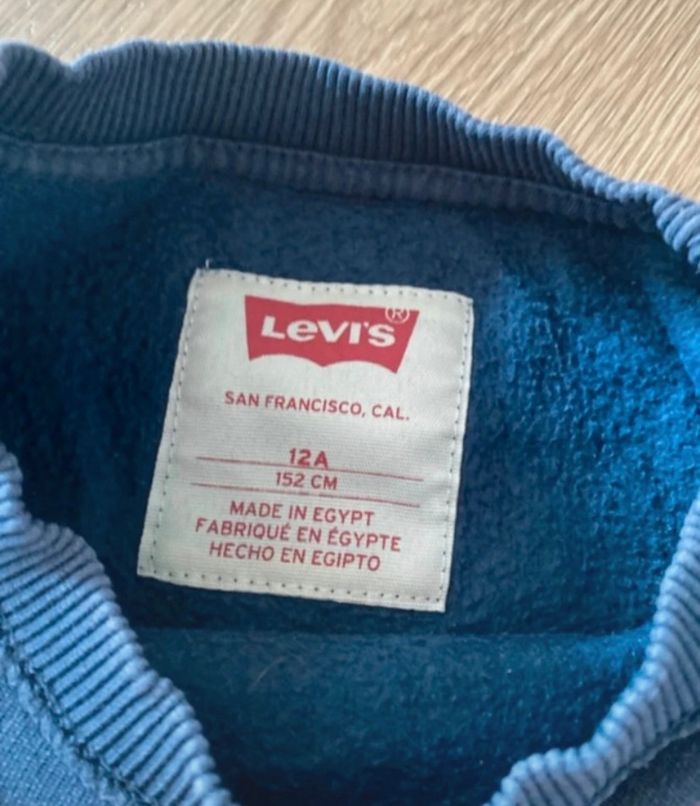 Levi's ®
SAN FRANCISCO, CAL.
12A
152 CM
MADE IN EGYPT
FABRIQUÉ EN ÉGYPTE
HECHO EN EGIPTO